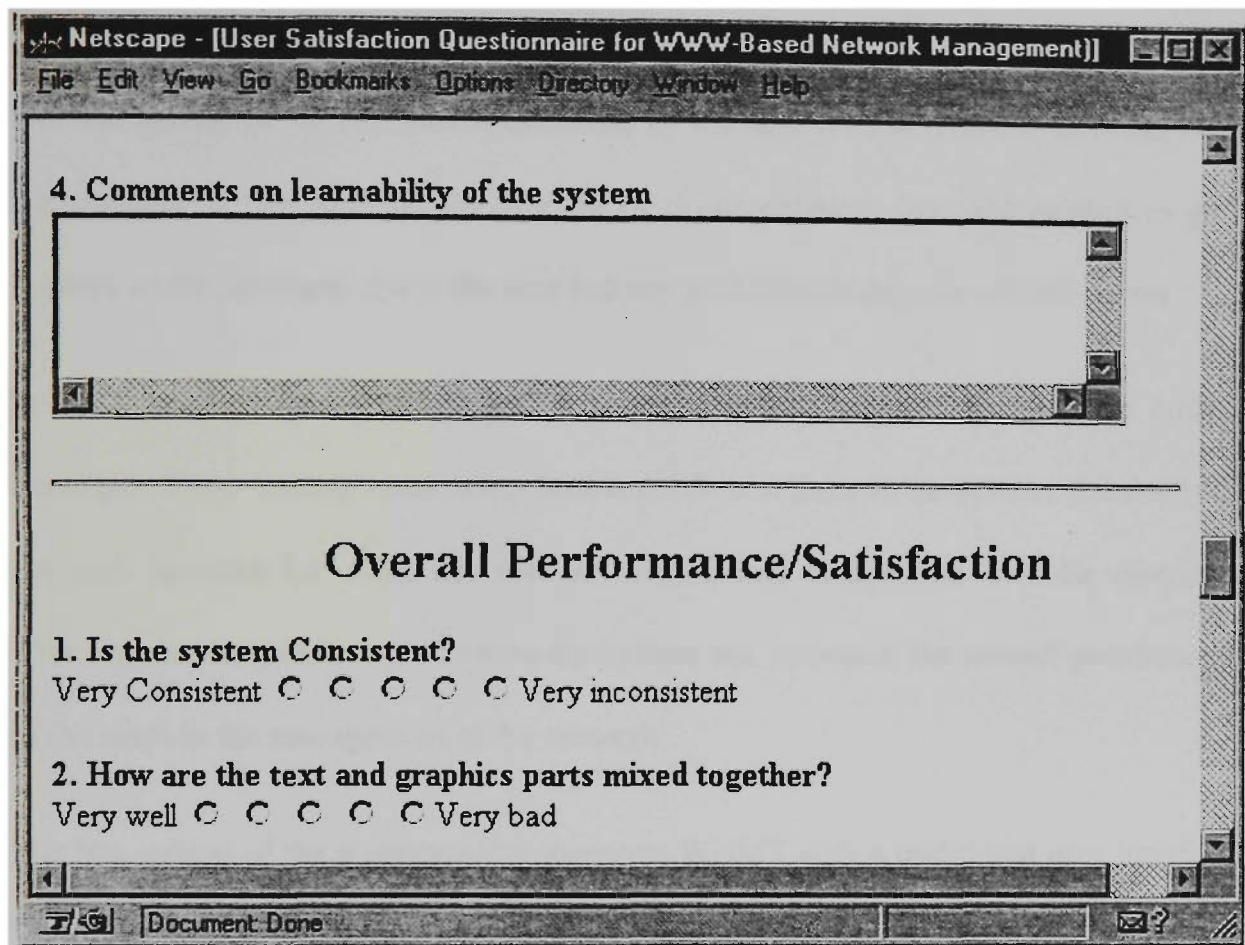 Netscape - [User Satisfaction Questionnaire for WWW-Based Network Management)]
File Edit View Go Bookmarks Options Directory Window Help
4. Comments on learnability of the system
Overall Performance/Satisfaction
1. Is the system Consistent?
Very Consistent Very inconsistent
2. How are the text and graphics parts mixed together?
Very well Very bad
Document: Done
?